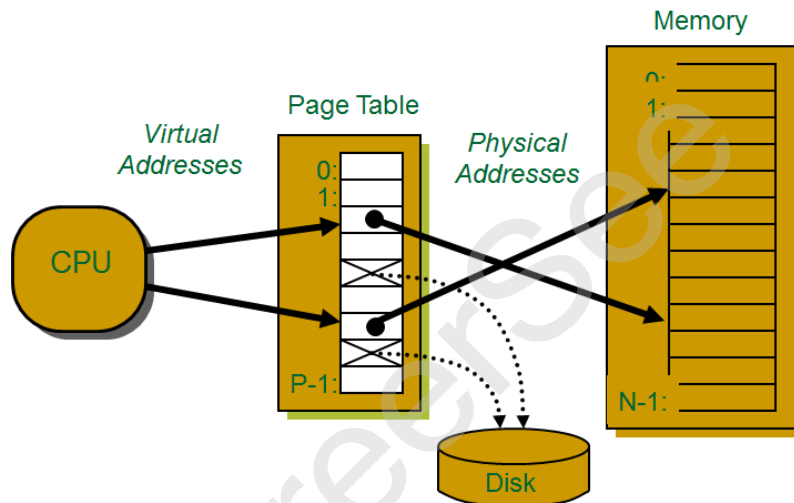 Memory
0:
1:
Page Table
Virtual
Addresses
Physical
Addresses
0:
1:
CPU
P-1:
N-1:
Disk